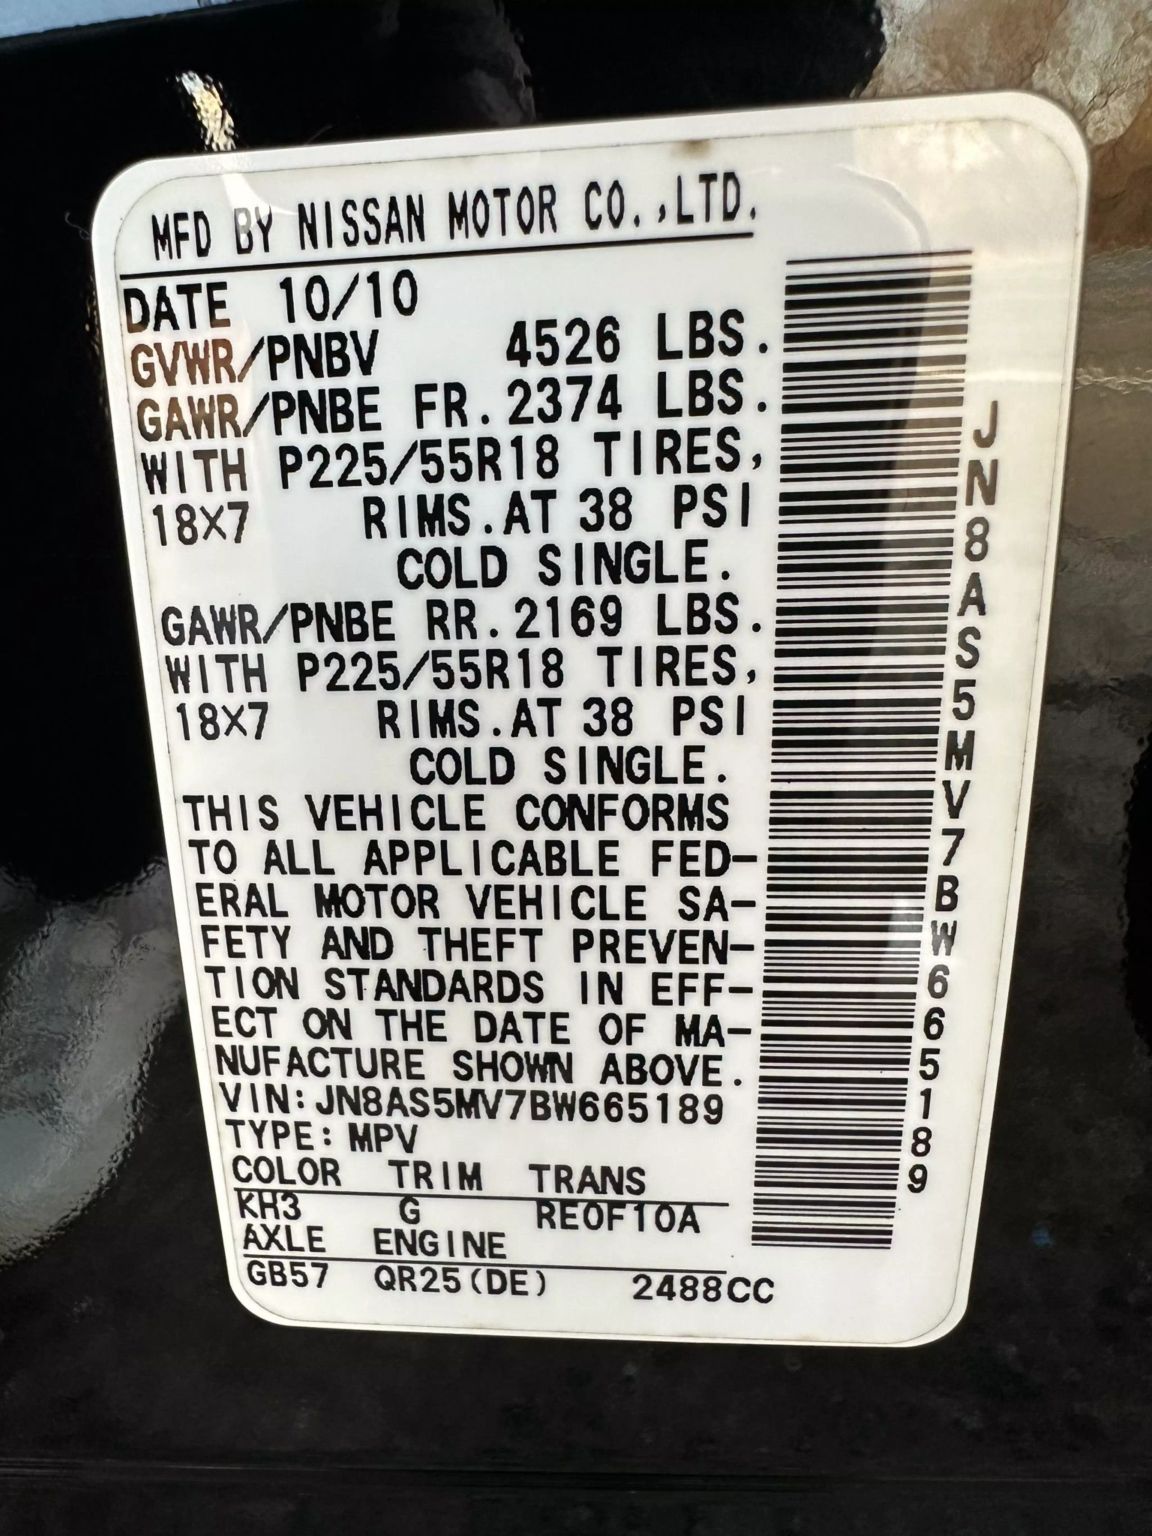 MFD BY NISSAN MOTOR CO.,LTD.
DATE 10/10
GVWR/PNBV 4526 LBS.
GAWR/PNBE FR.2374 LBS.
WITH P225/55R18 TIRES,
18X7 RIMS.AT 38 PSI
COLD SINGLE.
GAWR/PNBE RR.2169 LBS.
WITH P225/55R18 TIRES,
18X7 RIMS.AT 38 PSI
COLD SINGLE.
THIS VEHICLE CONFORMS
TO ALL APPLICABLE FED-
ERAL MOTOR VEHICLE SA-
FETY AND THEFT PREVEN-
TION STANDARDS IN EFF-
ECT ON THE DATE OF MA-
NUFACTURE SHOWN ABOVE.
VIN:JN8AS5MV7BW665189
TYPE:MPV
COLOR TRIM TRANS
KH3 G RE0F10A
AXLE ENGINE
GB57 QR25(DE) 2488CC
JN8AS5MV7BW665189